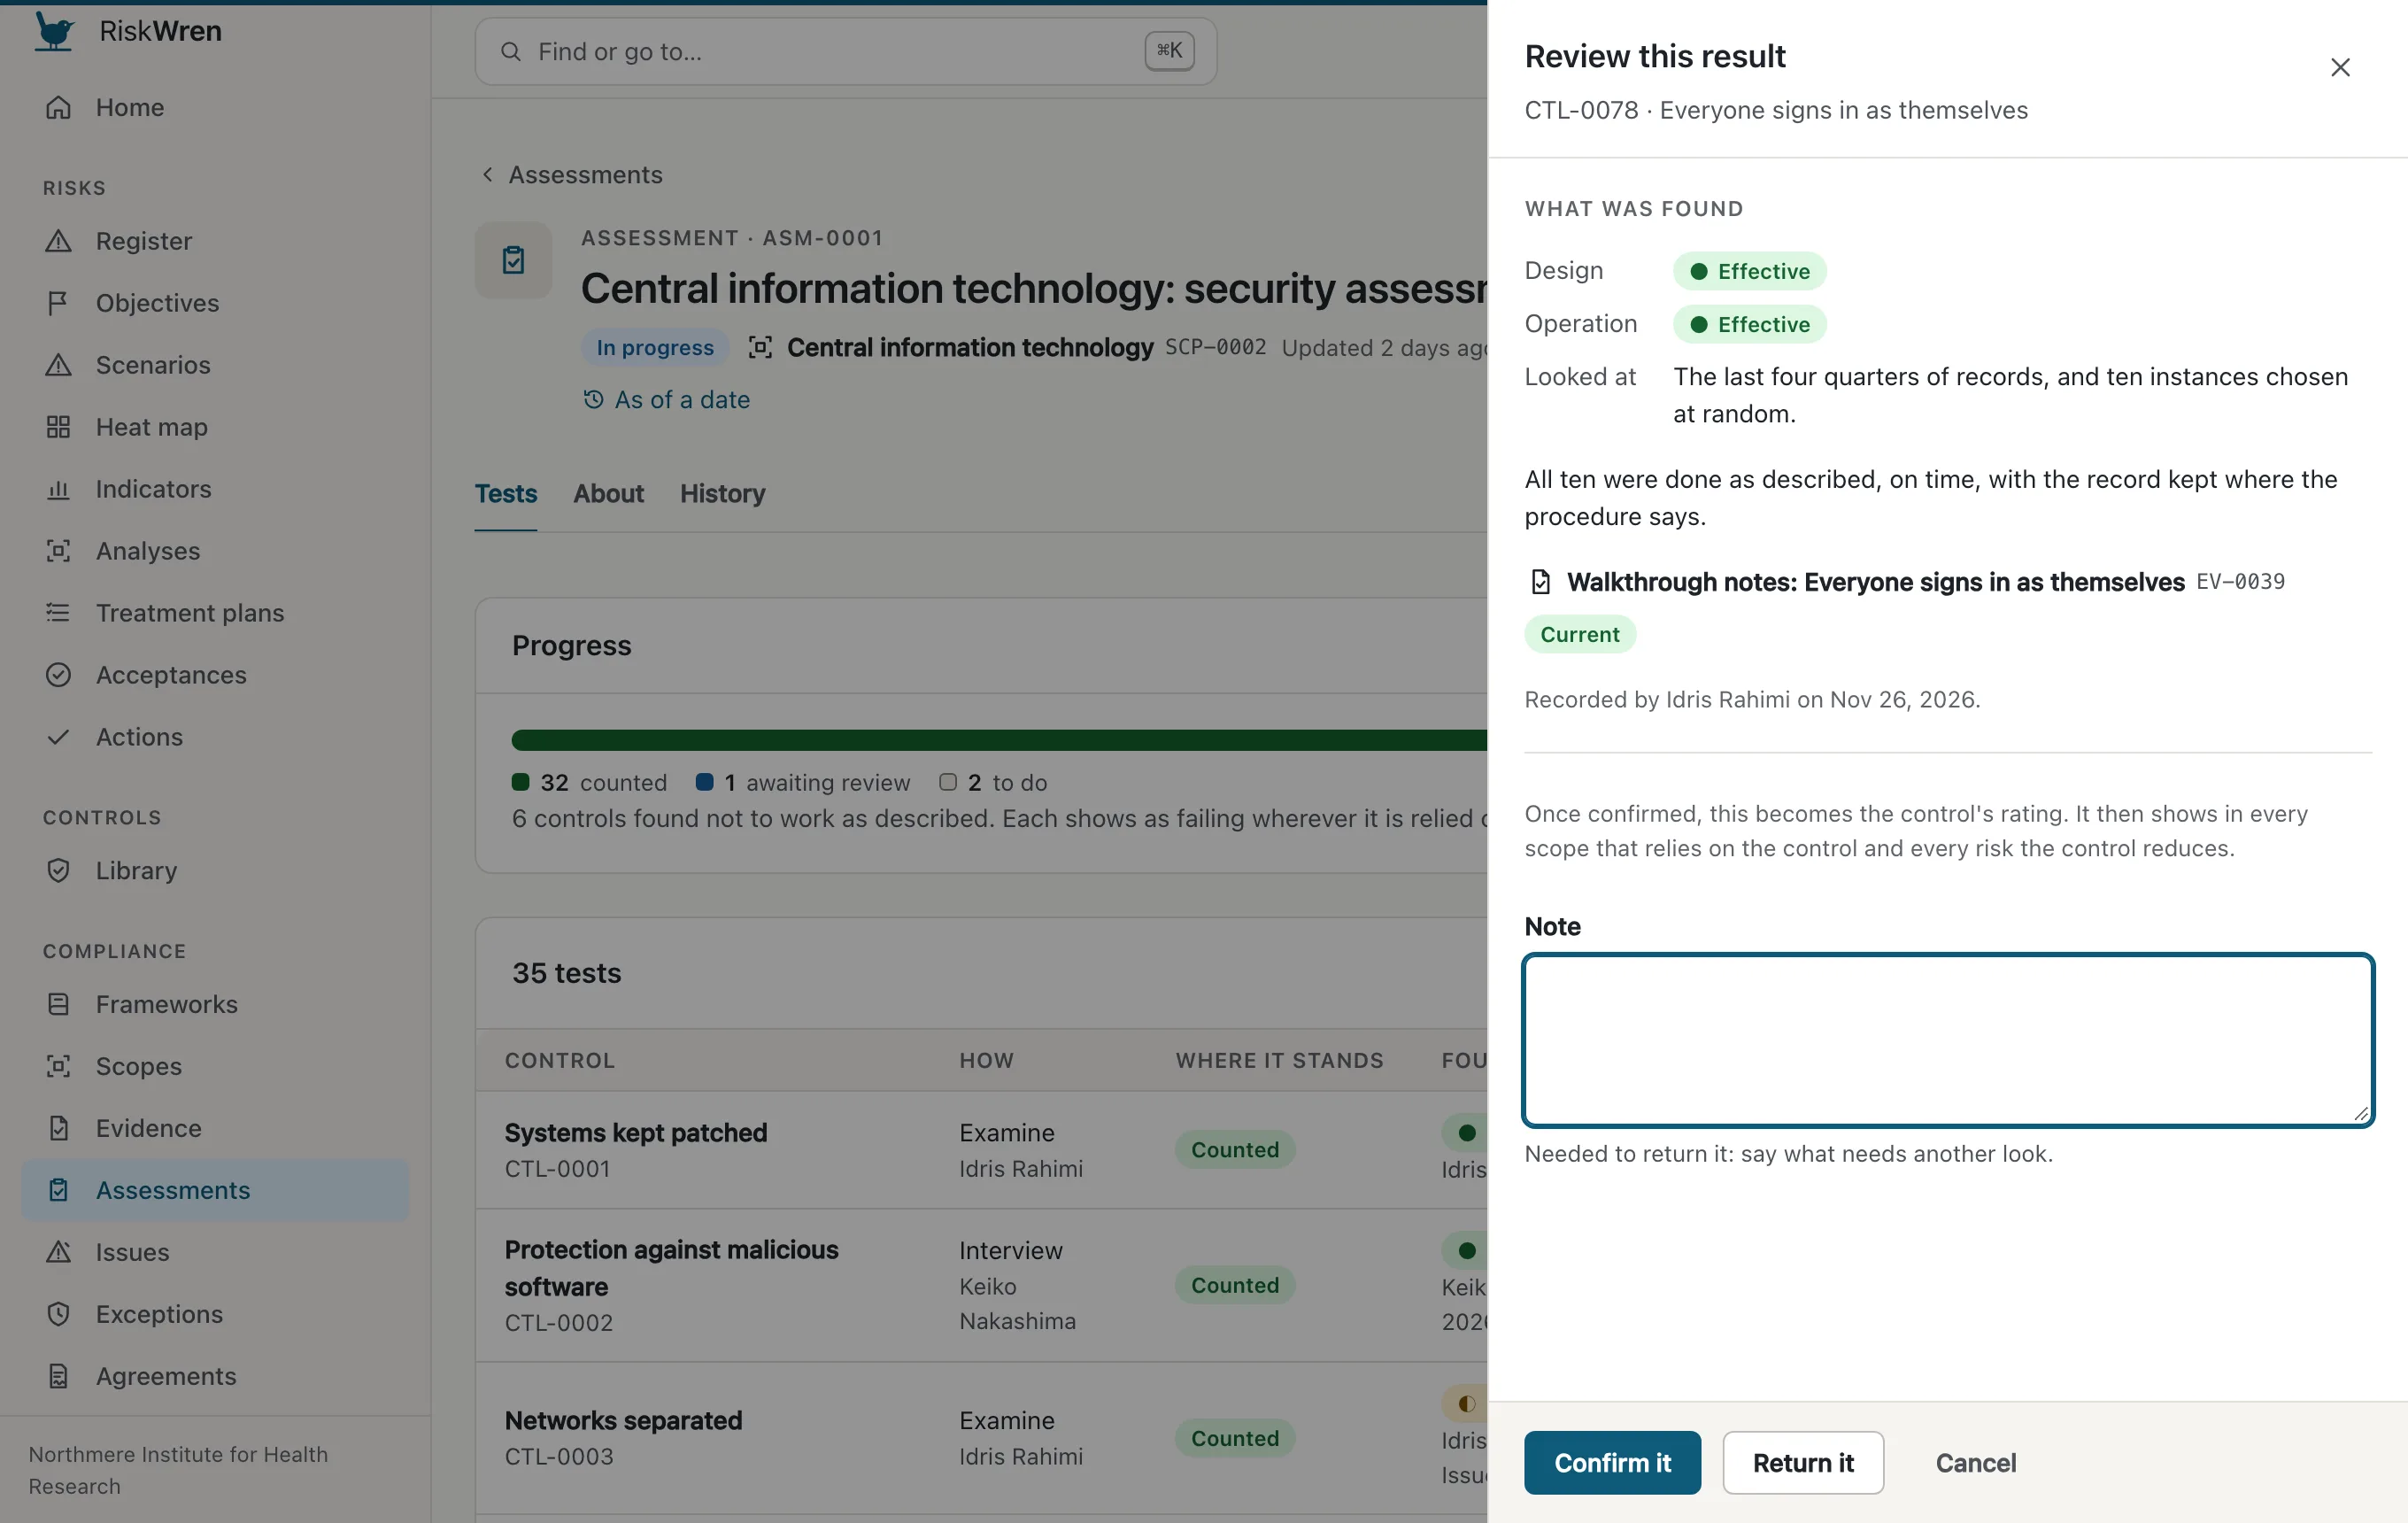 RiskWren
Home
RISKS
Register
Objectives
Scenarios
Heat map
Indicators
Analyses
Treatment plans
Acceptances
Actions
CONTROLS
Library
COMPLIANCE
Frameworks
Scopes
Evidence
Assessments
Issues
Exceptions
Agreements
Northmere Institute for Health
Research
Find or go to...
⌘K
Assessments
ASSESSMENT · ASM-0001
Central information technology: security
In progress
Central information technology SCP-0002 Updated 2 days
As of a date
Tests About History
Progress
32 counted 1 awaiting review 2 to do
6 controls found not to work as described. Each shows as failing wherever it is relied
35 tests
CONTROL HOW WHERE IT STANDS
Systems kept patched
CTL-0001
Examine
Idris Rahimi
Counted
Idris
Protection against malicious
software
CTL-0002
Interview
Keiko
Nakashima
Counted
Networks separated
CTL-0003
Examine
Idris Rahimi
Counted
Idris
Review this result
CTL-0078 · Everyone signs in as themselves
WHAT WAS FOUND
Design Effective
Operation Effective
Looked at The last four quarters of records, and ten instances chosen
at random.
All ten were done as described, on time, with the record kept where the
procedure says.
Walkthrough notes: Everyone signs in as themselves EV-0039
Current
Recorded by Idris Rahimi on Nov 26, 2026.
Once confirmed, this becomes the control's rating. It then shows in every
scope that relies on the control and every risk the control reduces.
Note
Needed to return it: say what needs another look.
Confirm it Return it Cancel